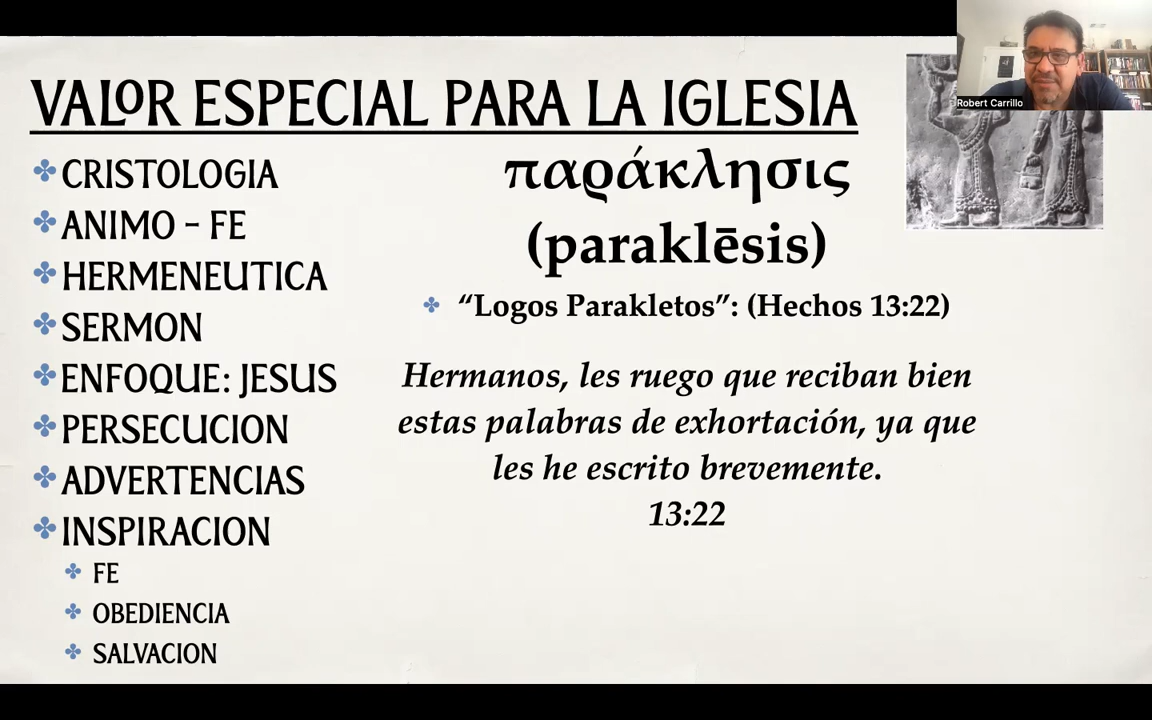 VALOR ESPECIAL PARA LA IGLESIA
CRISTOLOGIA
ANIMO - FE
HERMENEUTICA
SERMON
ENFOQUE: JESUS
PERSECUCION
ADVERTENCIAS
INSPIRACION
FE
OBEDIENCIA
SALVACION
παράκλησις
(paraklēsis)
“Logos Parakletos”: (Hechos 13:22)
Hermanos, les ruego que reciban bien
estas palabras de exhortación, ya que
les he escrito brevemente.
13:22
Robert Carrillo